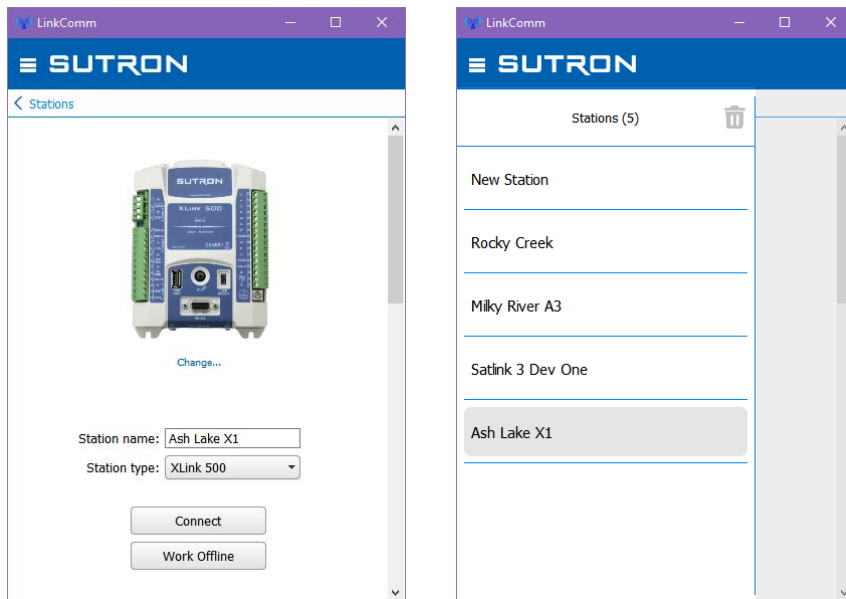 LinkComm
SUTRON
Stations
SUTRON
XLINK 500
Change...
Station name: Ash Lake X1
Station type: XLink 500
Connect
Work Offline
LinkComm
SUTRON
Stations (5)
New Station
Rocky Creek
Milky River A3
Satlink 3 Dev One
Ash Lake X1